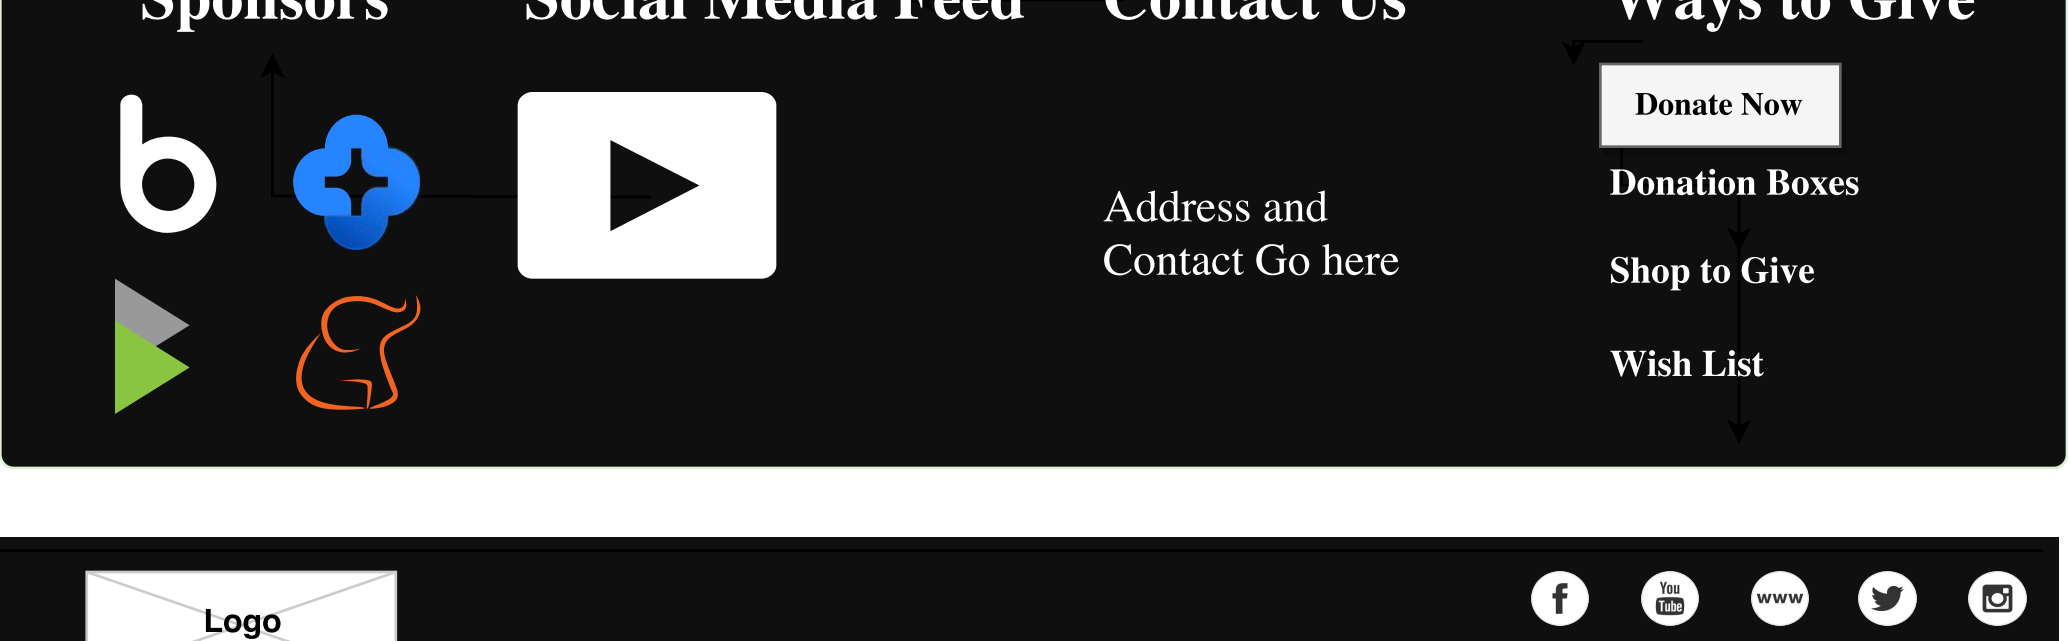 Sponsors
Social Media Feed
Contact Us
Ways to Give
Donate Now
Donation Boxes
Address and
Contact Go here
Shop to Give
Wish List
Logo
f
You
Tube
www